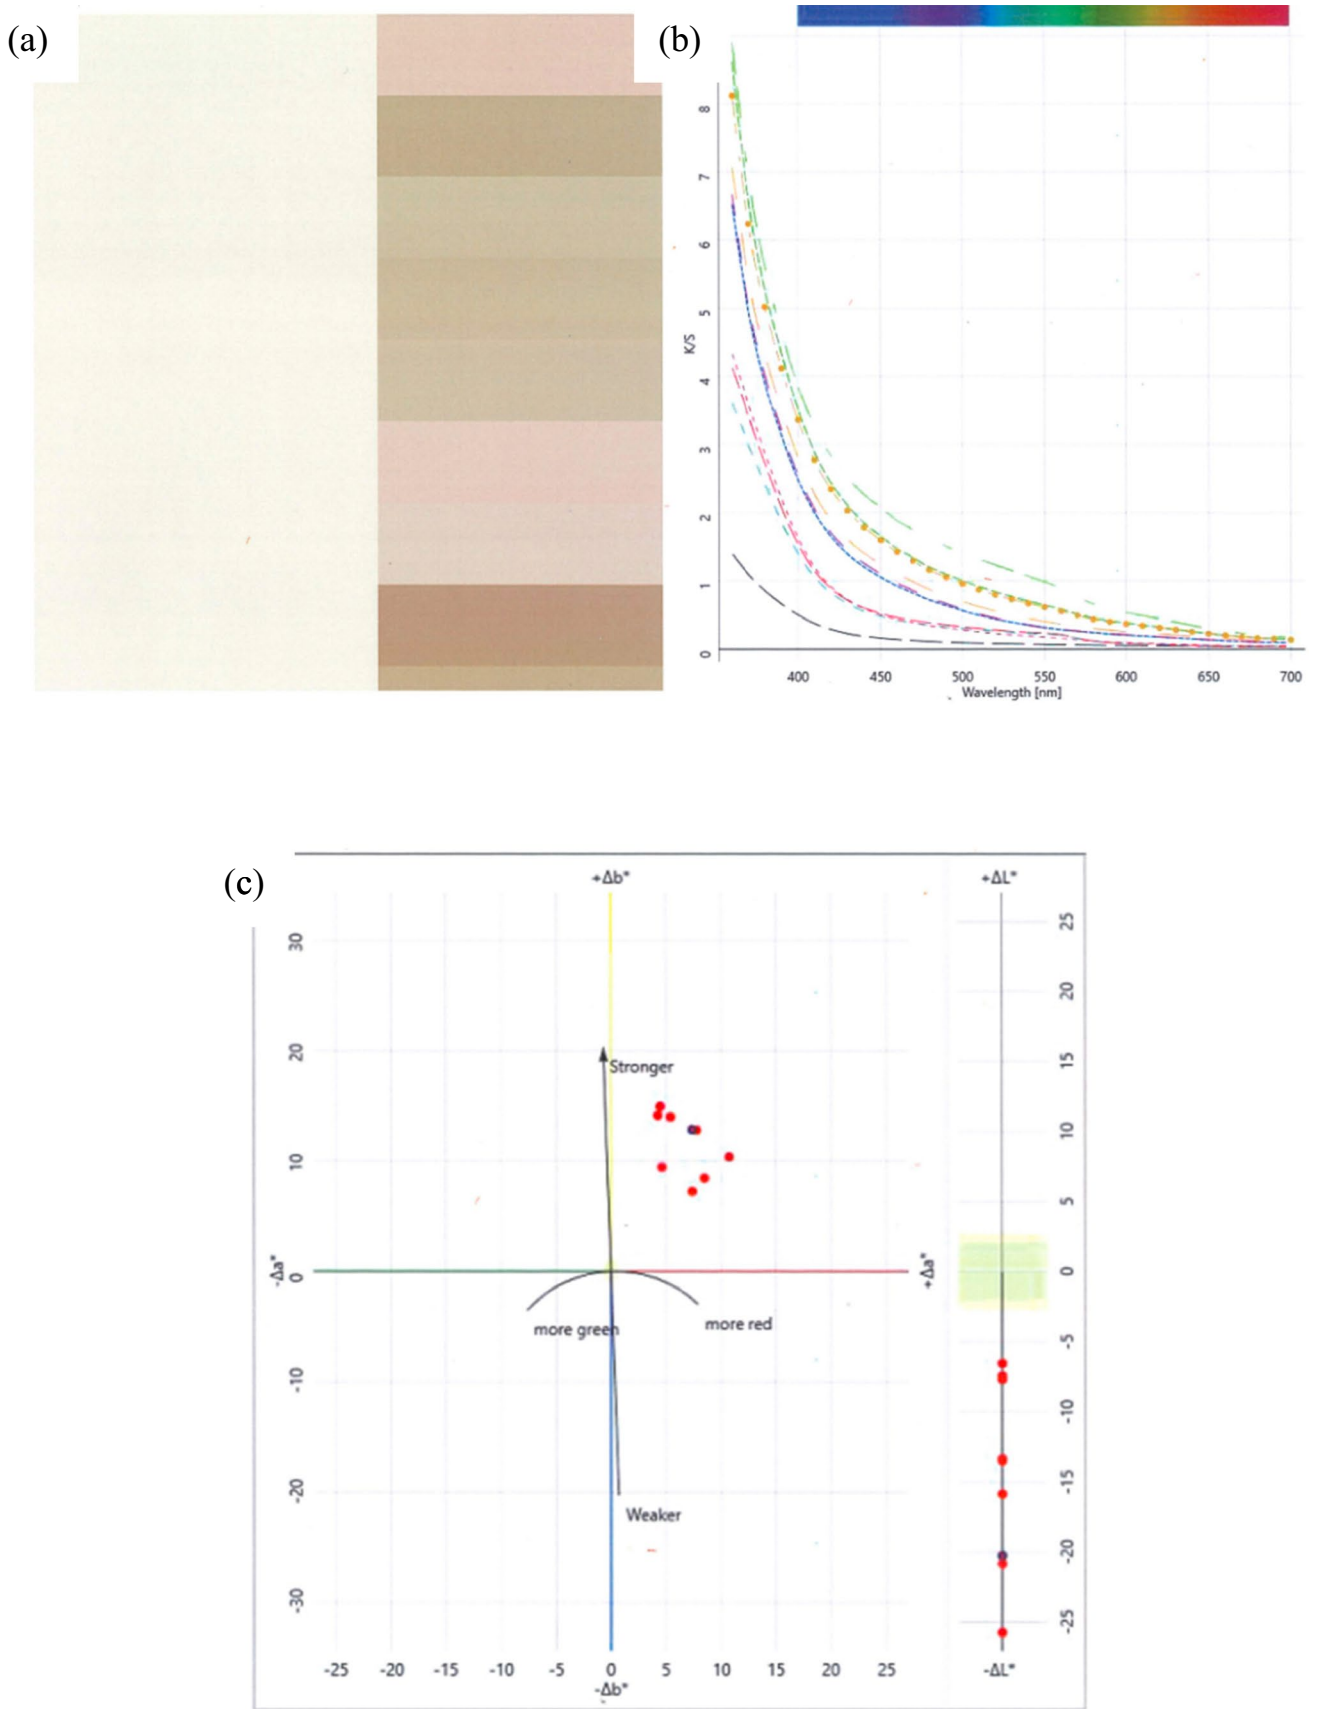 (a)
(b)
K/S
8
7
6
5
4
3
2
1
0
400 450 500 550 600 650 700
Wavelength [nm]
(c)
+Δb*
+ΔL*
30
20
10
0
-10
-20
-30
Stronger
-Δa*
+Δa*
more green
more red
Weaker
25
20
15
10
5
0
-5
-10
-15
-20
-25
-25 -20 -15 -10 -5 0 5 10 15 20 25
-Δb*
-ΔL*